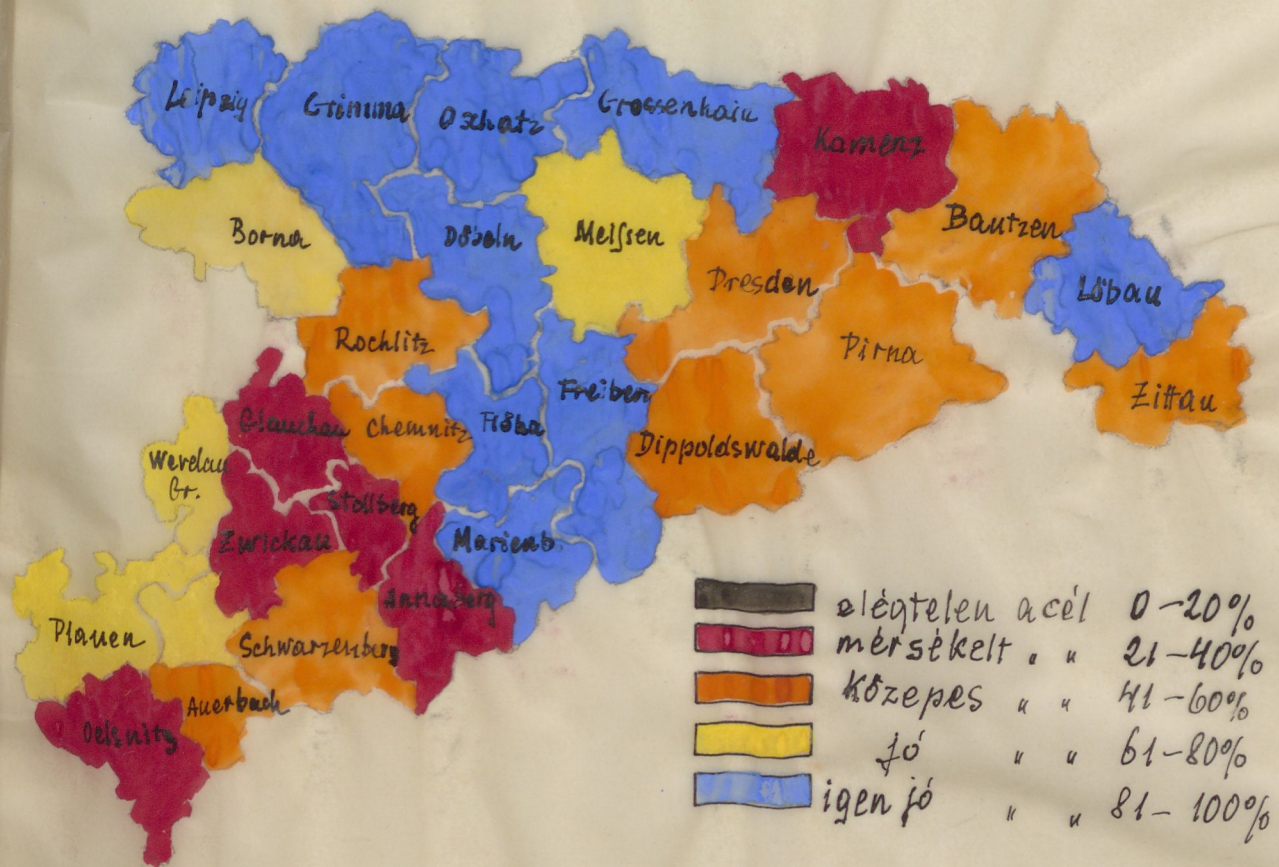 Leipzig
Grimma
Oschatz
Grossenhain
Kamenz
Bautzen
Löbau
Zittau
Borna
Döbeln
Meissen
Dresden
Pirna
Rochlitz
Freiberg
Glauchau
Chemnitz
Flöha
Dippoldswalde
Werdau
Gr.
Stollberg
Zwickau
Marienb.
Annaberg
Plauen
Schwarzenberg
Auerbach
Oelsnitz
elégtelen acél 0-20%
mérsékelt " " 21-40%
közepes " " 41-60%
jó " " 61-80%
igen jó " " 81-100%